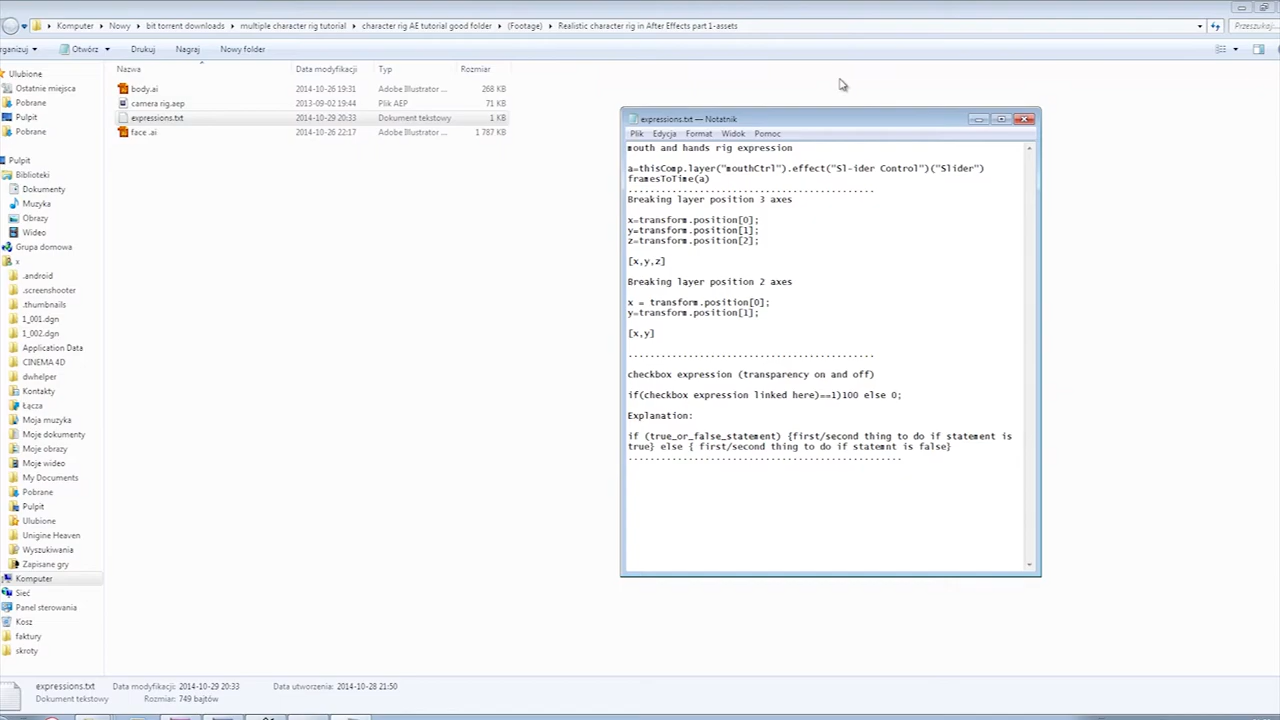 Komputer ▸ Nowy ▸ bit torrent downloads ▸ multiple character rig tutorial ▸ character rig AE tutorial good folder ▸ (Footage) ▸ Realistic character rig in After Effects part 1-assets
Przeszukaj:
rganizuj Otwórz Drukuj Nagraj Nowy folder
Nazwa Data modyfikacji Typ Rozmiar
body.ai 2014-10-26 19:31 Adobe Illustrator ... 268 KB
camera rig.aep 2013-09-02 19:44 Plik AEP 71 KB
expressions.txt 2014-10-29 20:33 Dokument tekstowy 1 KB
face .ai 2014-10-26 22:17 Adobe Illustrator ... 1 787 KB
Ulubione
Ostatnie miejsca
Pobrane
Pulpit
Pobrane
Pulpit
Biblioteki
Dokumenty
Muzyka
Obrazy
Wideo
Grupa domowa
x
.android
.screenshooter
.thumbnails
1_001.dgn
1_002.dgn
Application Data
CINEMA 4D
dwhelper
Kontakty
Łącza
Moja muzyka
Moje dokumenty
Moje obrazy
Moje wideo
My Documents
Pobrane
Pulpit
Ulubione
Unigine Heaven
Wyszukiwania
Zapisane gry
Komputer
Sieć
Panel sterowania
Kosz
faktury
skroty
expressions.txt — Notatnik
Plik Edycja Format Widok Pomoc
mouth and hands rig expression
a=thisComp.layer("mouthCtrl").effect("Sl-ider Control")("Slider")
framesToTime(a)
.............................................
Breaking layer position 3 axes
x=transform.position[0];
y=transform.position[1];
z=transform.position[2];
[x,y,z]
Breaking layer position 2 axes
x = transform.position[0];
y=transform.position[1];
[x,y]
.............................................
checkbox expression (transparency on and off)
if(checkbox expression linked here)==1)100 else 0;
Explanation:
if (true_or_false_statement) {first/second thing to do if statement is
true} else { first/second thing to do if statemnt is false}
..................................................
expressions.txt Data modyfikacji: 2014-10-29 20:33 Data utworzenia: 2014-10-28 21:50
Dokument tekstowy Rozmiar: 749 bajtów